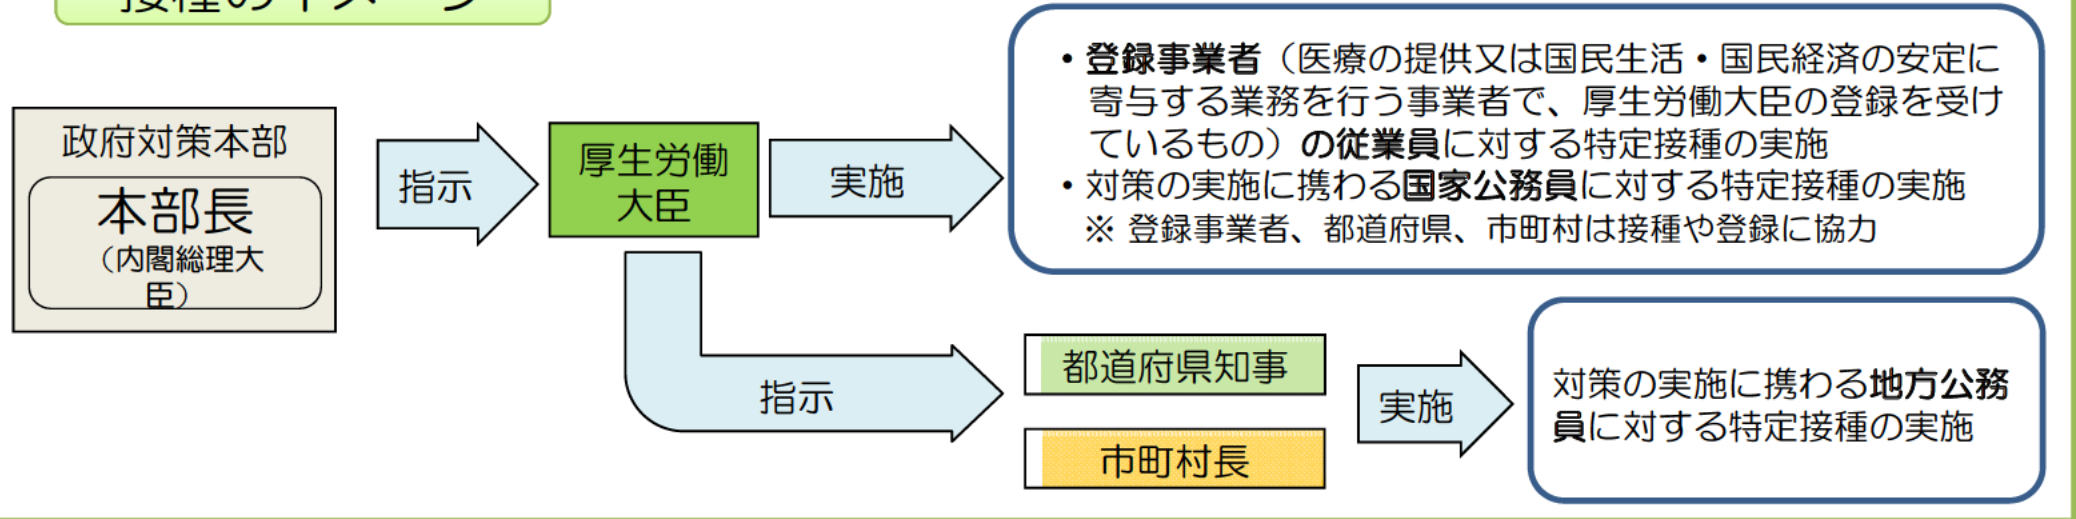 接種のイメージ
・登録事業者（医療の提供又は国民生活・国民経済の安定に
寄与する業務を行う事業者で、厚生労働大臣の登録を受け
ているもの）の従業員に対する特定接種の実施
・対策の実施に携わる国家公務員に対する特定接種の実施
※ 登録事業者、都道府県、市町村は接種や登録に協力
政府対策本部
本部長
（内閣総理大
臣）
指示
厚生労働
大臣
実施
指示
都道府県知事
市町村長
実施
対策の実施に携わる地方公務
員に対する特定接種の実施